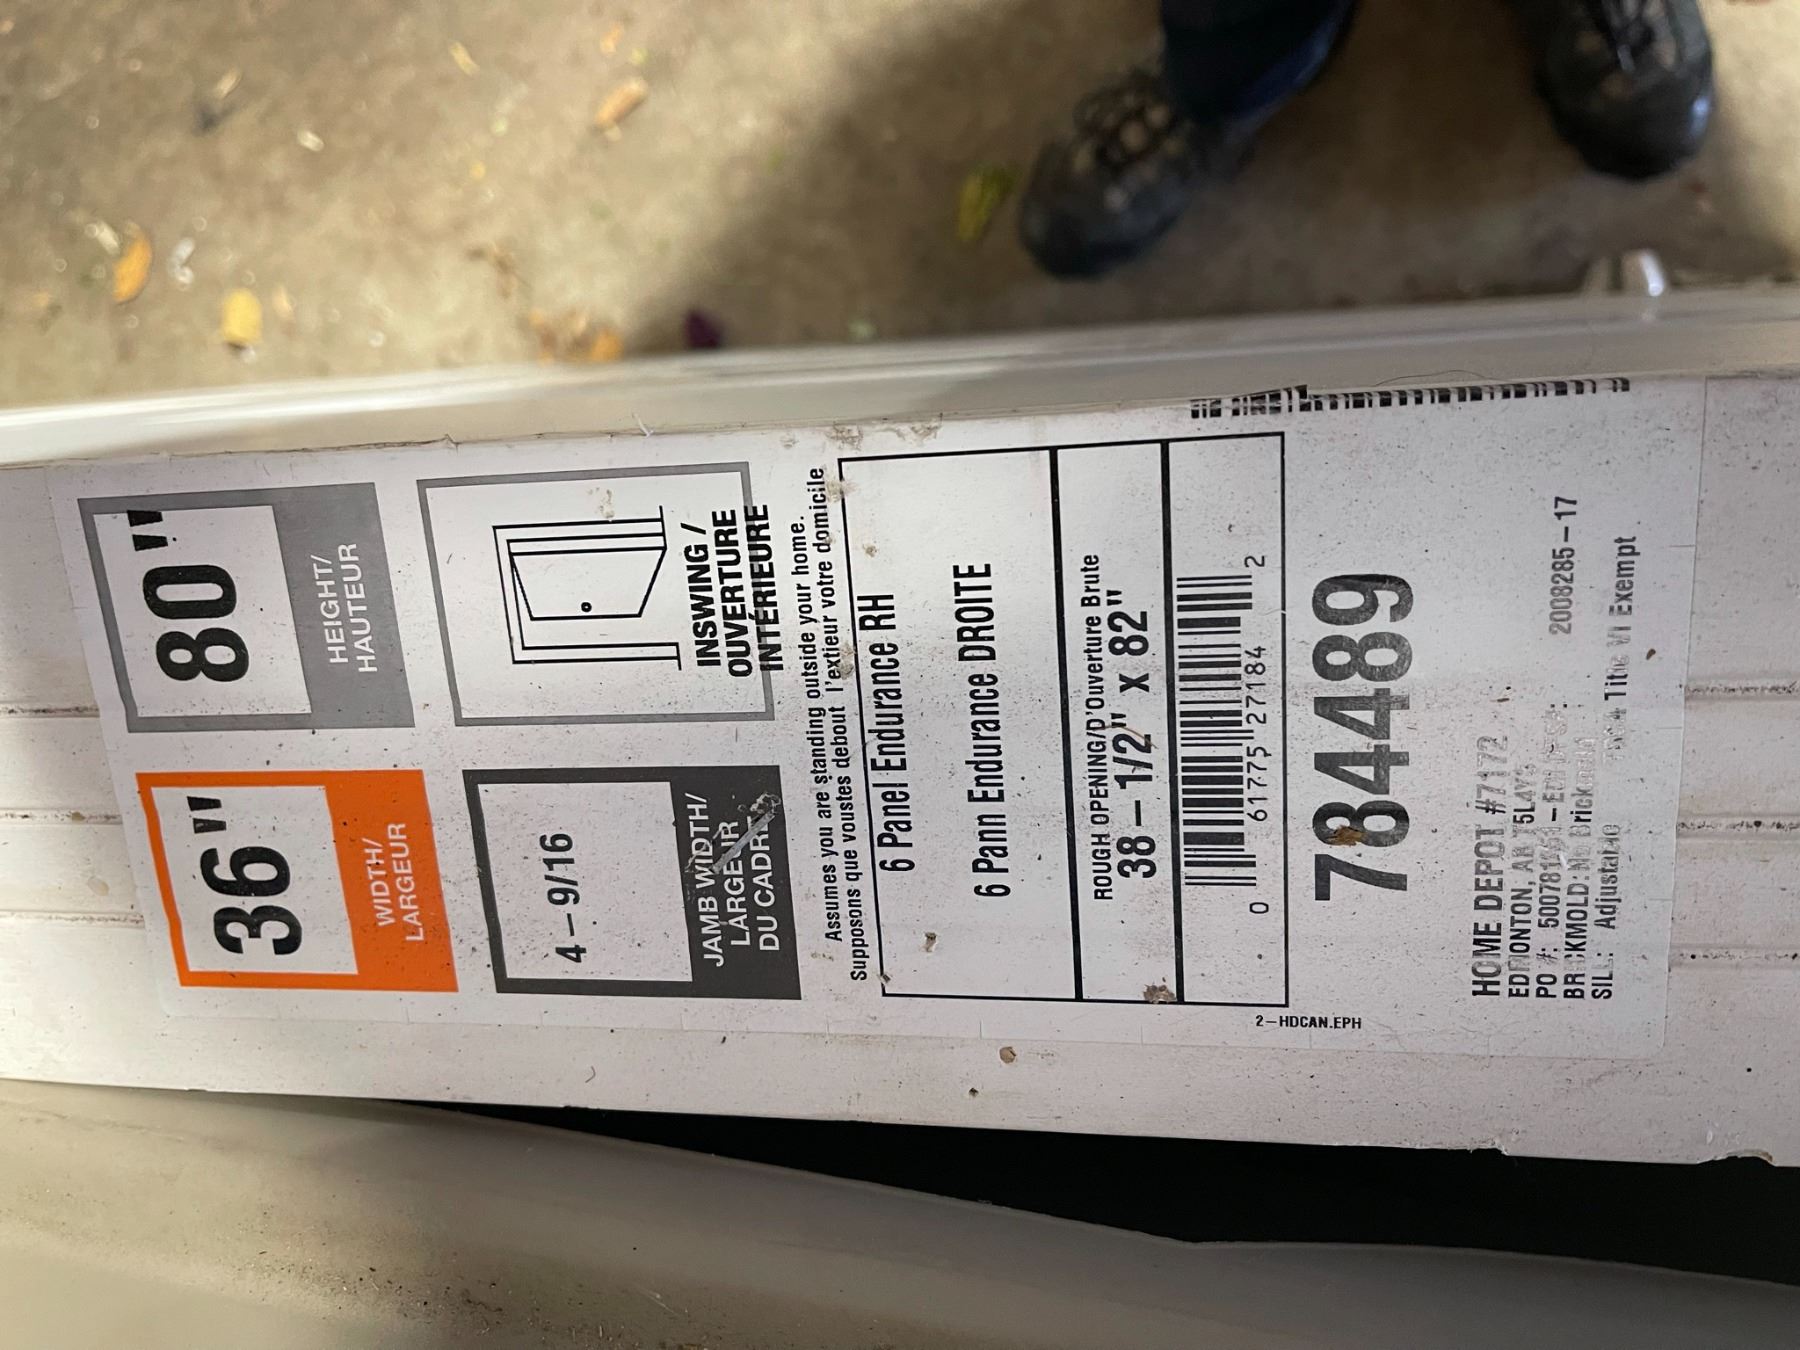 36"
WIDTH/
LARGEUR
80"
HEIGHT/
HAUTEUR
4-9/16
JAMB WIDTH/
LARGEUR
DU CADRE
INSWING /
OUVERTURE
INTÉRIEURE
Assumes you are standing outside your home.
Supposons que voustes debout l'extieur votre domicile
6 Panel Endurance RH
6 Pann Endurance DROITE
ROUGH OPENING/D'Ouverture Brute
38-1/2" x 82"
0 61775 27184 2
2-HDCAN.EPH
784489
HOME DEPOT #7172
EDMONTON, AB
PO #: 2008285-17
BRICKMOLD: No Brickmold
SILL: Adjustable Title VI Exempt